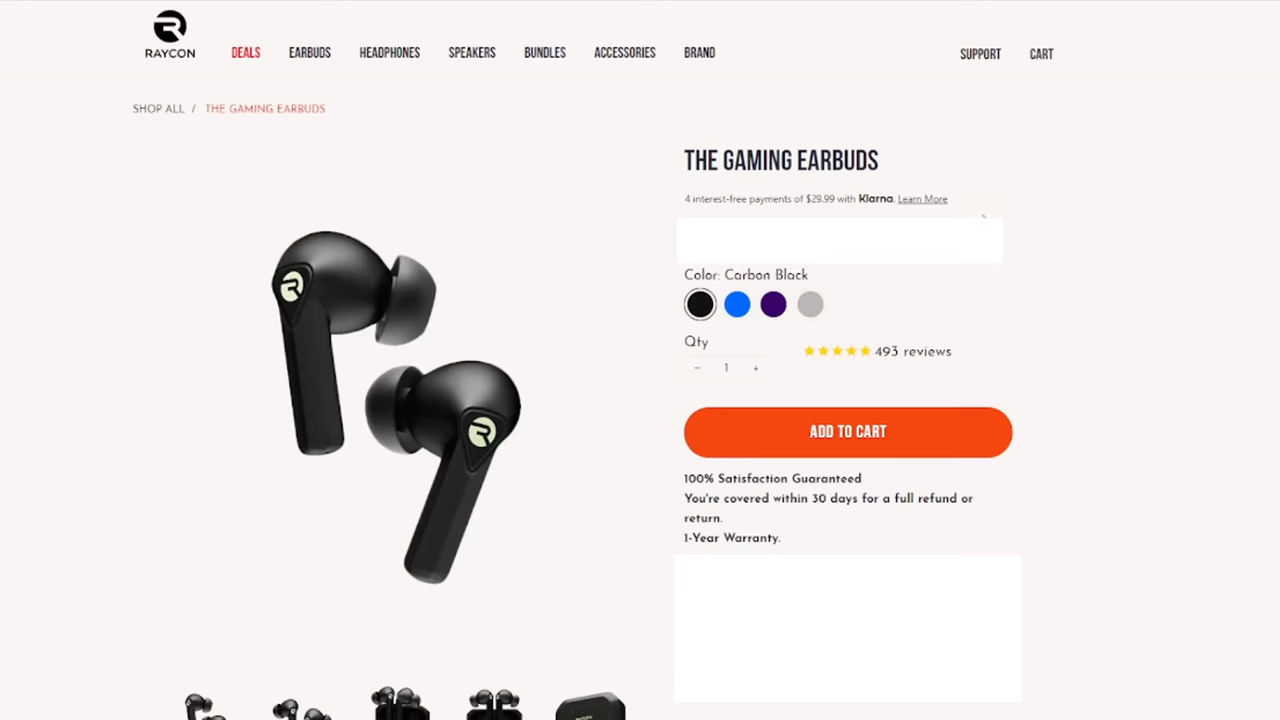 RAYCON
DEALS
EARBUDS
HEADPHONES
SPEAKERS
BUNDLES
ACCESSORIES
BRAND
SUPPORT
CART
SHOP ALL / THE GAMING EARBUDS
THE GAMING EARBUDS
4 interest-free payments of $29.99 with Klarna. Learn More
Color: Carbon Black
Qty
493 reviews
− 1 +
ADD TO CART
100% Satisfaction Guaranteed
You're covered within 30 days for a full refund or
return.
1-Year Warranty.